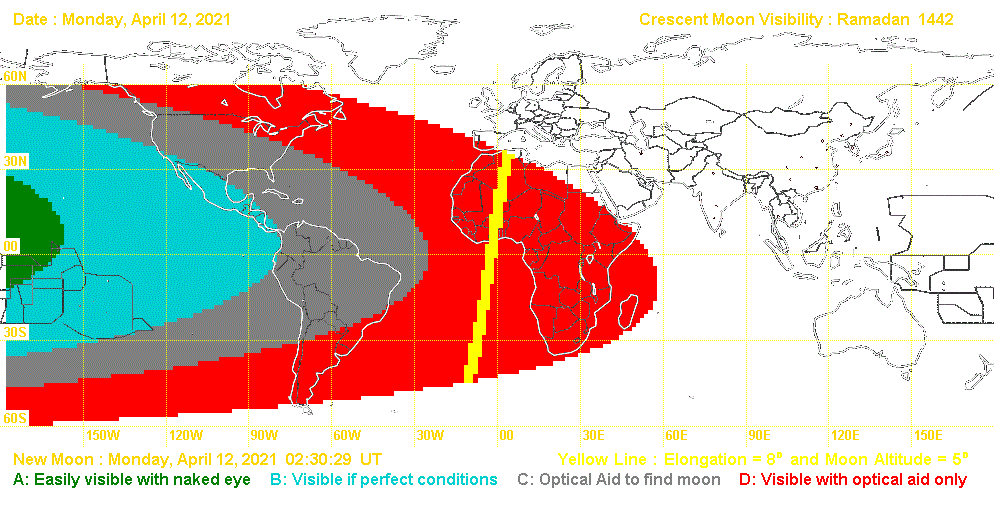 Date : Monday, April 12, 2021
Crescent Moon Visibility : Ramadan 1442
60N
30N
00
30S
60S
150W 120W 90W 60W 30W 00 30E 60E 90E 120E 150E
New Moon : Monday, April 12, 2021 02:30:29 UT
Yellow Line : Elongation = 8° and Moon Altitude = 5°
A: Easily visible with naked eye B: Visible if perfect conditions C: Optical Aid to find moon D: Visible with optical aid only